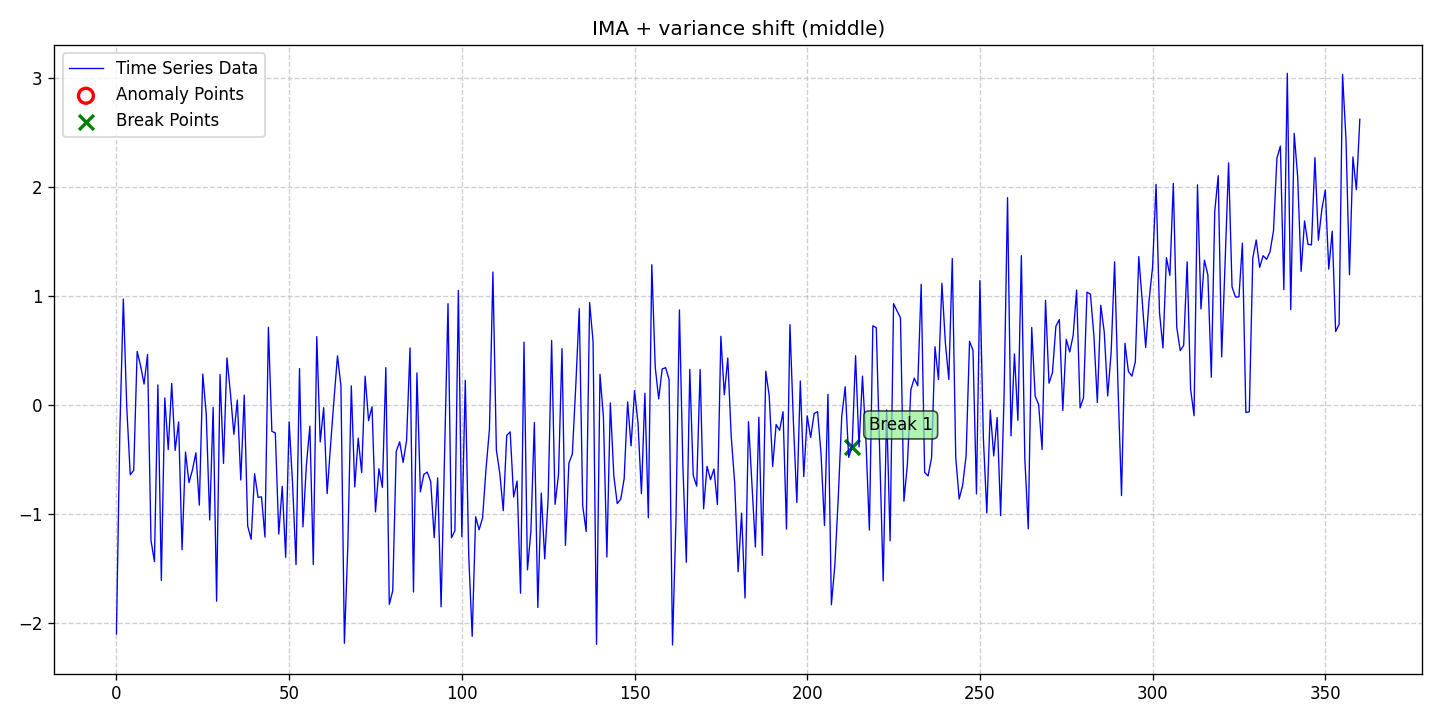 IMA + variance shift (middle)
Time Series Data
Anomaly Points
Break Points
3
2
1
0
−1
−2
Break 1
0
50
100
150
200
250
300
350